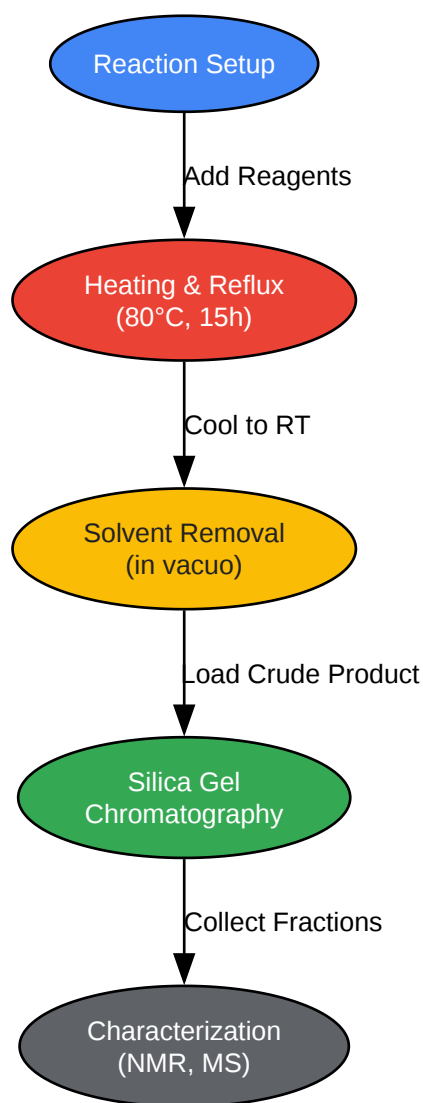 Reaction Setup
Add Reagents
Heating & Reflux
(80°C, 15h)
Cool to RT
Solvent Removal
(in vacuo)
Load Crude Product
Silica Gel
Chromatography
Collect Fractions
Characterization
(NMR, MS)